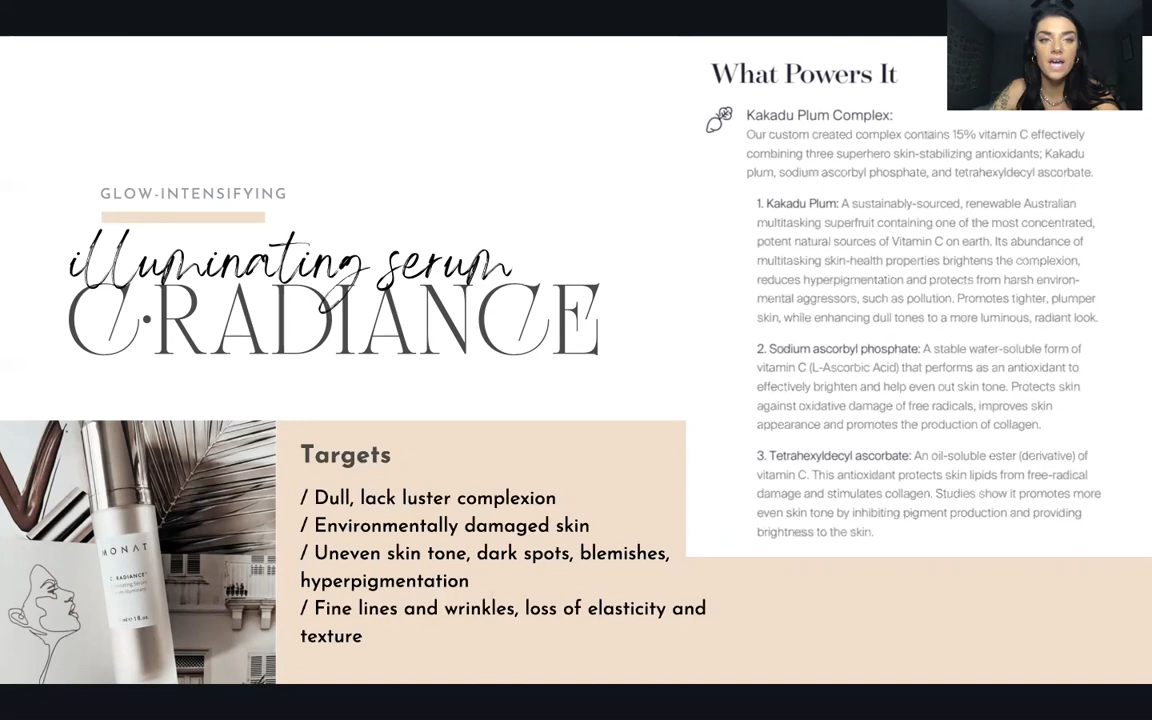 GLOW-INTENSIFYING
illuminating serum
C·RADIANCE
What Powers It
Kakadu Plum Complex:
Our custom created complex contains 15% vitamin C effectively
combining three superhero skin-stabilizing antioxidants; Kakadu
plum, sodium ascorbyl phosphate, and tetrahexyldecyl ascorbate.
1. Kakadu Plum: A sustainably-sourced, renewable Australian
multitasking superfruit containing one of the most concentrated,
potent natural sources of Vitamin C on earth. Its abundance of
multitasking skin-health properties brightens the complexion,
reduces hyperpigmentation and protects from harsh environ-
mental aggressors, such as pollution. Promotes tighter, plumper
skin, while enhancing dull tones to a more luminous, radiant look.
2. Sodium ascorbyl phosphate: A stable water-soluble form of
vitamin C (L-Ascorbic Acid) that performs as an antioxidant to
effectively brighten and help even out skin tone. Protects skin
against oxidative damage of free radicals, improves skin
appearance and promotes the production of collagen.
3. Tetrahexyldecyl ascorbate: An oil-soluble ester (derivative) of
vitamin C. This antioxidant protects skin lipids from free-radical
damage and stimulates collagen. Studies show it promotes more
even skin tone by inhibiting pigment production and providing
brightness to the skin.
Targets
/ Dull, lack luster complexion
/ Environmentally damaged skin
/ Uneven skin tone, dark spots, blemishes,
hyperpigmentation
/ Fine lines and wrinkles, loss of elasticity and
texture
MONAT
C. RADIANCE™